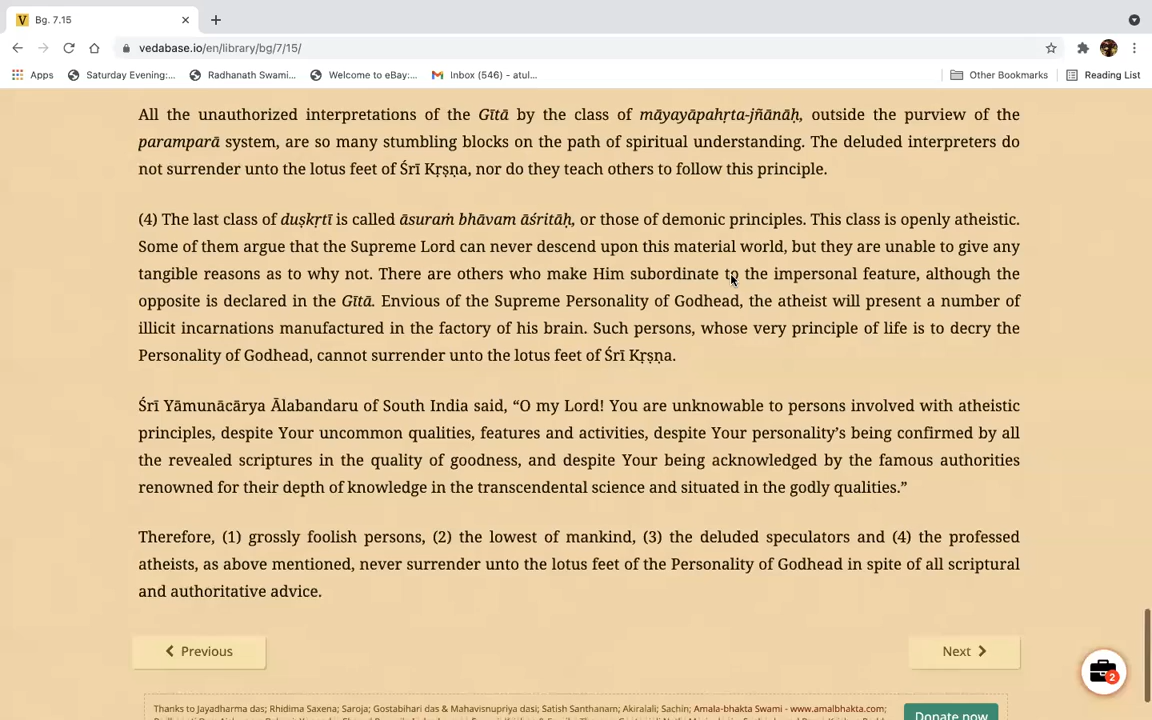 V Bg. 7.15
vedabase.io/en/library/bg/7/15/
Apps Saturday Evening:... Radhanath Swami... Welcome to eBay:... Inbox (546) – atul... Other Bookmarks Reading List
All the unauthorized interpretations of the Gītā by the class of māyayāpahṛta-jñānāḥ, outside the purview of the
paramparā system, are so many stumbling blocks on the path of spiritual understanding. The deluded interpreters do
not surrender unto the lotus feet of Śrī Kṛṣṇa, nor do they teach others to follow this principle.
(4) The last class of duṣkṛtī is called āsuraṁ bhāvam āśritāḥ, or those of demonic principles. This class is openly atheistic.
Some of them argue that the Supreme Lord can never descend upon this material world, but they are unable to give any
tangible reasons as to why not. There are others who make Him subordinate to the impersonal feature, although the
opposite is declared in the Gītā. Envious of the Supreme Personality of Godhead, the atheist will present a number of
illicit incarnations manufactured in the factory of his brain. Such persons, whose very principle of life is to decry the
Personality of Godhead, cannot surrender unto the lotus feet of Śrī Kṛṣṇa.
Śrī Yāmunācārya Ālabandaru of South India said, “O my Lord! You are unknowable to persons involved with atheistic
principles, despite Your uncommon qualities, features and activities, despite Your personality’s being confirmed by all
the revealed scriptures in the quality of goodness, and despite Your being acknowledged by the famous authorities
renowned for their depth of knowledge in the transcendental science and situated in the godly qualities.”
Therefore, (1) grossly foolish persons, (2) the lowest of mankind, (3) the deluded speculators and (4) the professed
atheists, as above mentioned, never surrender unto the lotus feet of the Personality of Godhead in spite of all scriptural
and authoritative advice.
Previous Next
2
Thanks to Jayadharma das; Rhidima Saxena; Saroja; Gostabihari das & Mahavisnupriya dasi; Satish Santhanam; Akiralali; Sachin; Amala-bhakta Swami - www.amalbhakta.com;
Donate now